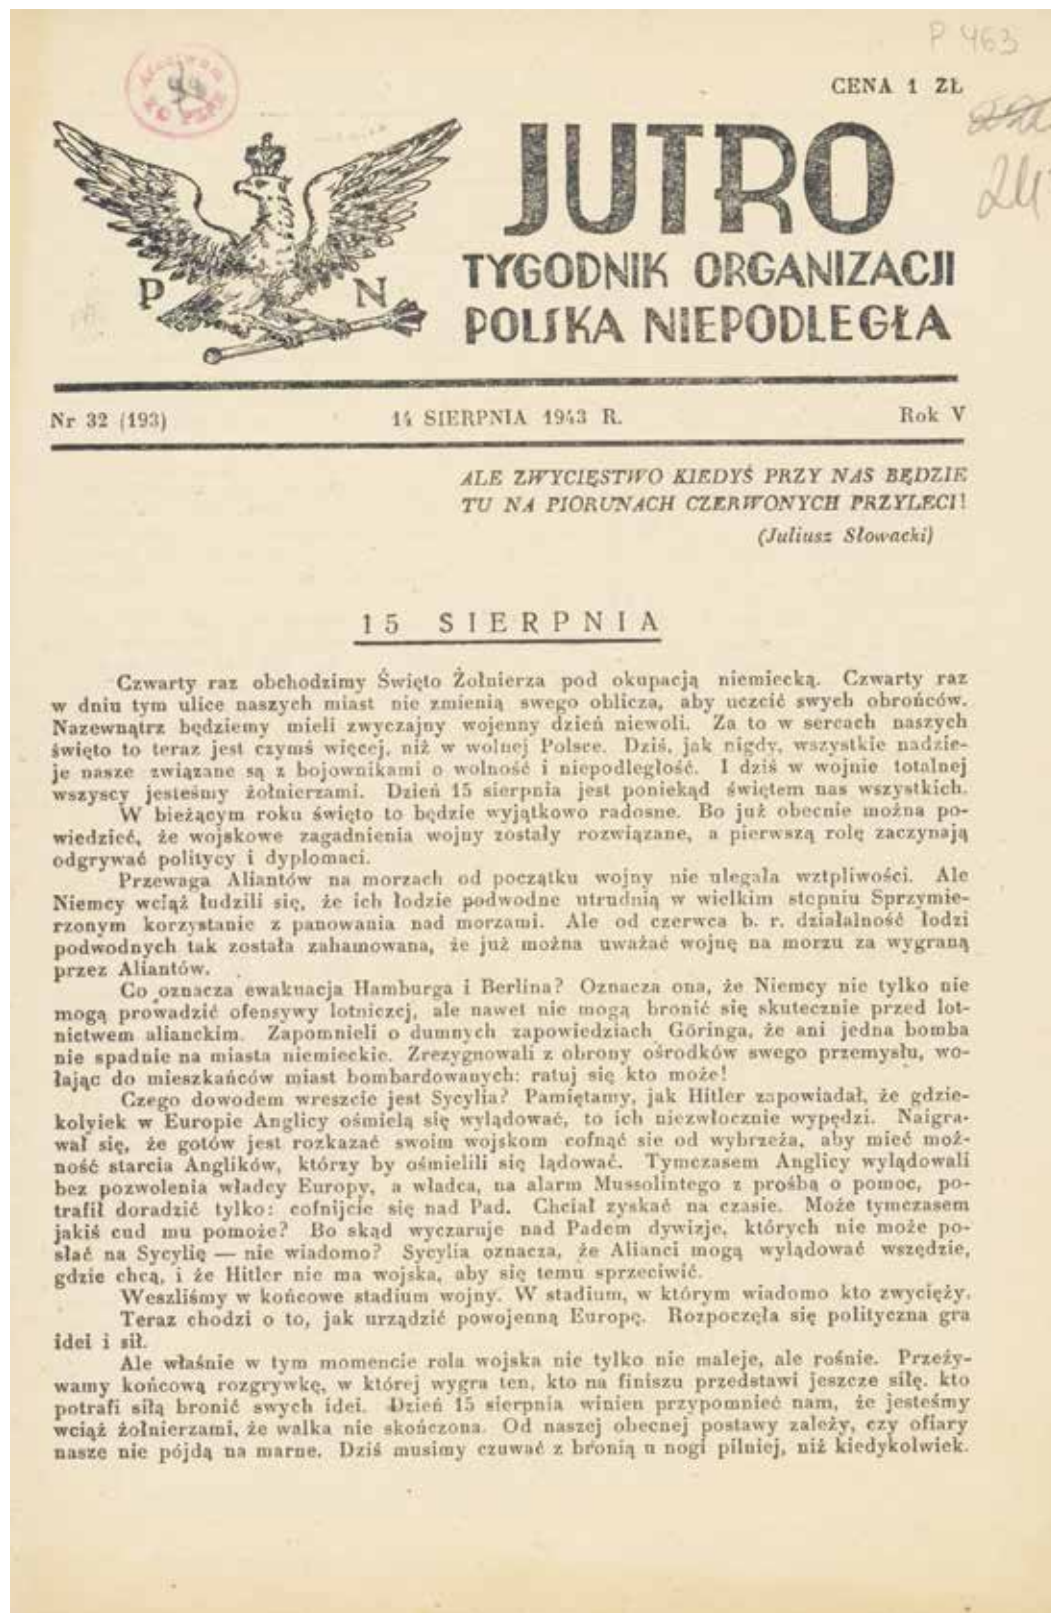 P 463
CENA 1 ZŁ
JUTRO
TYGODNIK ORGANIZACJI
POLSKA NIEPODLEGŁA
P N
Nr 32 (193) 14 SIERPNIA 1943 R. Rok V
ALE ZWYCIĘSTWO KIEDYŚ PRZY NAS BĘDZIE
TU NA PIORUNACH CZERWONYCH PRZYLECI!
(Juliusz Słowacki)
15 SIERPNIA
Czwarty raz obchodzimy Święto Żołnierza pod okupacją niemiecką. Czwarty raz
w dniu tym ulice naszych miast nie zmienią swego oblicza, aby uczcić swych obrońców.
Nazewnątrz będziemy mieli zwyczajny wojenny dzień niewoli. Za to w sercach naszych
święto to teraz jest czymś więcej, niż w wolnej Polsce. Dziś, jak nigdy, wszystkie nadzie-
je nasze związane są z bojownikami o wolność i niepodległość. I dziś w wojnie totalnej
wszyscy jesteśmy żołnierzami. Dzień 15 sierpnia jest poniekąd świętem nas wszystkich.
W bieżącym roku święto to będzie wyjątkowo radosne. Bo już obecnie można po-
wiedzieć, że wojskowe zagadnienia wojny zostały rozwiązane, a pierwszą rolę zaczynają
odgrywać politycy i dyplomaci.
Przewaga Aliantów na morzach od początku wojny nie ulegała wztpliwości. Ale
Niemcy wciąż łudzili się, że ich łodzie podwodne utrudnią w wielkim stopniu Sprzymie-
rzonym korzystanie z panowania nad morzami. Ale od czerwca b. r. działalność łodzi
podwodnych tak została zahamowana, że już można uważać wojnę na morzu za wygraną
przez Aliantów.
Co oznacza ewakuacja Hamburga i Berlina? Oznacza ona, że Niemcy nie tylko nie
mogą prowadzić ofensywy lotniczej, ale nawet nie mogą bronić się skutecznie przed lot-
nictwem alianckim. Zapomnieli o dumnych zapowiedziach Göringa, że ani jedna bomba
nie spadnie na miasta niemieckie. Zrezygnowali z obrony ośrodków swego przemysłu, wo-
łając do mieszkańców miast bombardowanych: ratuj się kto może!
Czego dowodem wreszcie jest Sycylia? Pamiętamy, jak Hitler zapowiadał, że gdzie-
kolyiek w Europie Anglicy ośmielą się wylądować, to ich niezwłocznie wypędzi. Naigra-
wał się, że gotów jest rozkazać swoim wojskom cofnąć sie od wybrzeża, aby mieć moż-
ność starcia Anglików, którzy by ośmielili się lądować. Tymczasem Anglicy wylądowali
bez pozwolenia władcy Europy, a władca, na alarm Mussolintego z prośbą o pomoc, po-
trafił doradzić tylko: cofnijcie się nad Pad. Chciał zyskać na czasie. Może tymczasem
jakiś cud mu pomoże? Bo skąd wyczaruje nad Padem dywizje, których nie może po-
słać na Sycylię — nie wiadomo? Sycylia oznacza, że Alianci mogą wylądować wszędzie,
gdzie chcą, i że Hitler nie ma wojska, aby się temu sprzeciwić.
Weszliśmy w końcowe stadium wojny. W stadium, w którym wiadomo kto zwycięży.
Teraz chodzi o to, jak urządzić powojenną Europę. Rozpoczęła się polityczna gra
idei i sił.
Ale właśnie w tym momencie rola wojska nie tylko nie maleje, ale rośnie. Przeży-
wamy końcową rozgrywkę, w której wygra ten, kto na finiszu przedstawi jeszcze siłę. kto
potrafi siłą bronić swych idei. Dzień 15 sierpnia winien przypomnieć nam, że jesteśmy
wciąż żołnierzami, że walka nie skończona. Od naszej obecnej postawy zależy, czy ofiary
nasze nie pójdą na marne. Dziś musimy czuwać z bronią u nogi pilniej, niż kiedykolwiek.